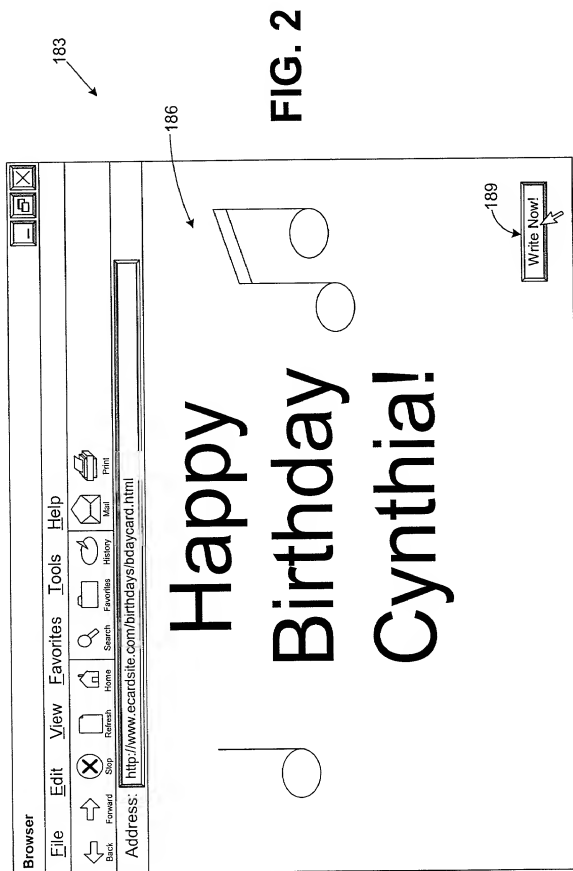 Browser
File Edit View Favorites Tools Help
Back Forward Stop Refresh Home Search Favorites History Mail Print
Address: http://www.ecardsite.com/birthdays/bdaycard.html
Happy
Birthday
Cynthia!
Write Now!
183
186
189
FIG. 2